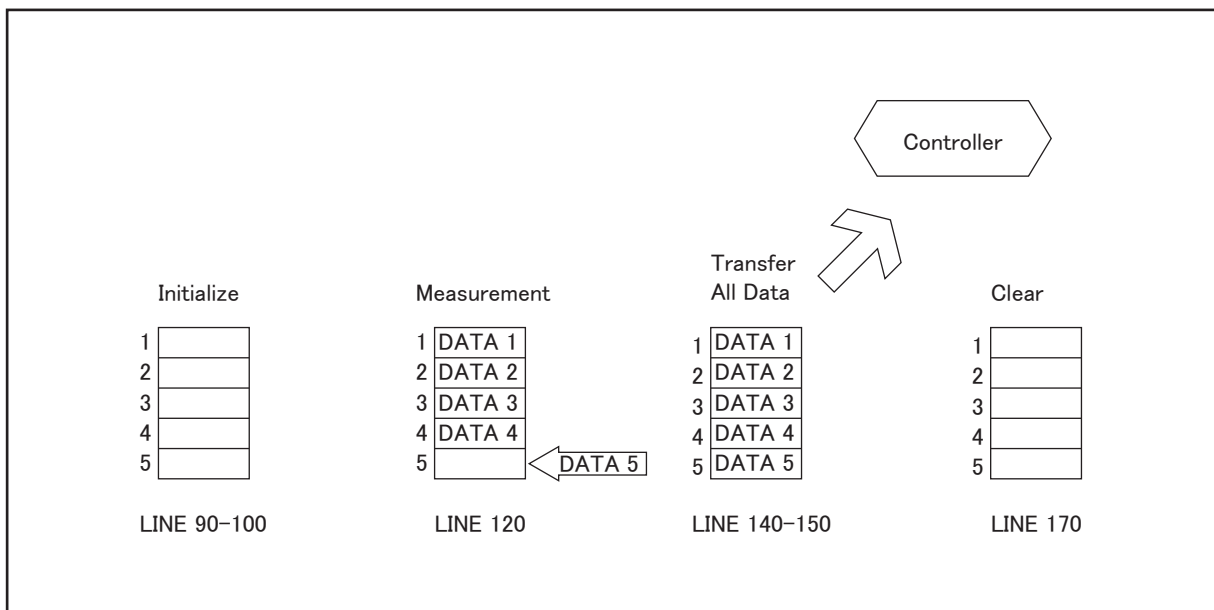 Controller
Initialize
1
2
3
4
5
LINE 90-100
Measurement
1 DATA 1
2 DATA 2
3 DATA 3
4 DATA 4
5
DATA 5
LINE 120
Transfer
All Data
1 DATA 1
2 DATA 2
3 DATA 3
4 DATA 4
5 DATA 5
LINE 140-150
Clear
1
2
3
4
5
LINE 170